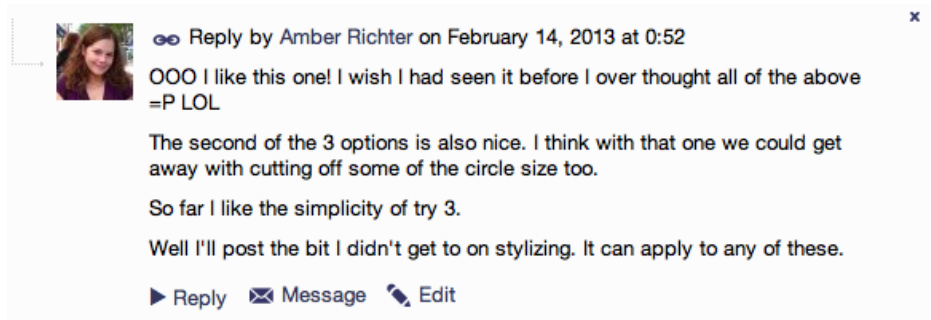 x
Reply by Amber Richter on February 14, 2013 at 0:52
OOO I like this one! I wish I had seen it before I over thought all of the above
=P LOL
The second of the 3 options is also nice. I think with that one we could get
away with cutting off some of the circle size too.
So far I like the simplicity of try 3.
Well I'll post the bit I didn't get to on stylizing. It can apply to any of these.
Reply Message Edit